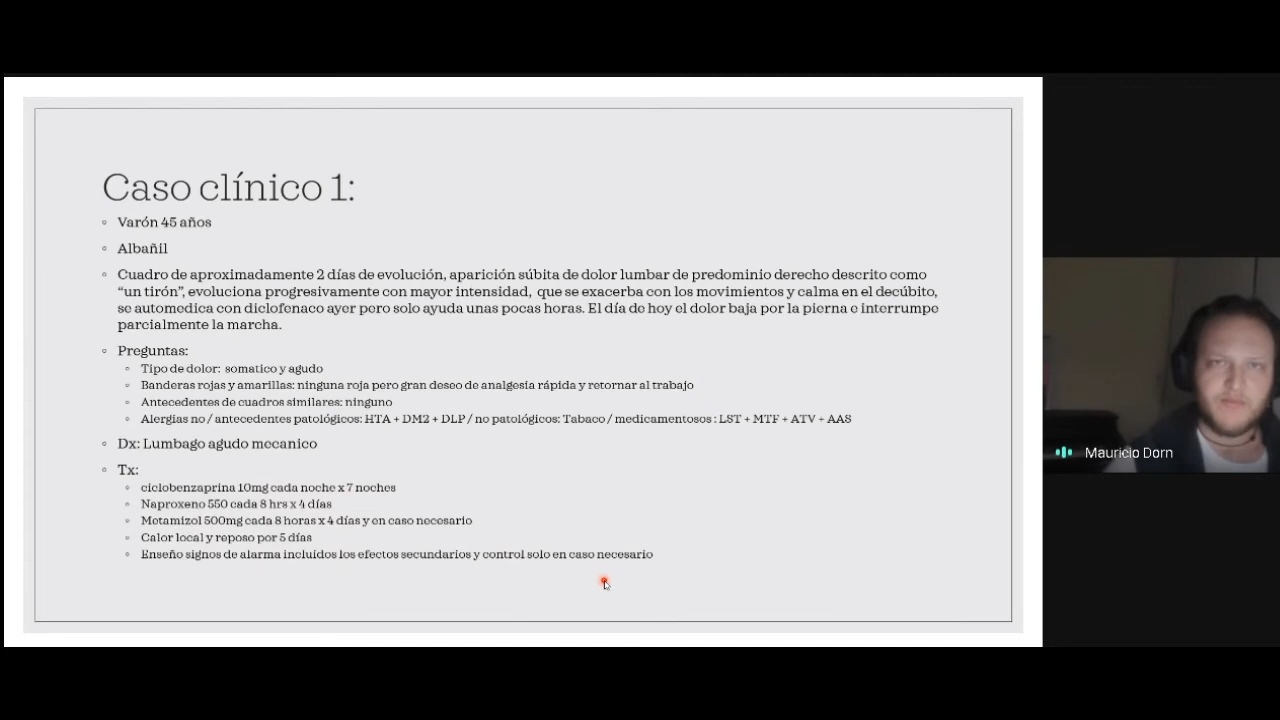 Caso clínico 1:
Varón 45 años
Albañil
Cuadro de aproximadamente 2 días de evolución, aparición súbita de dolor lumbar de predominio derecho descrito como
“un tirón”, evoluciona progresivamente con mayor intensidad, que se exacerba con los movimientos y calma en el decúbito,
se automedica con diclofenaco ayer pero solo ayuda unas pocas horas. El día de hoy el dolor baja por la pierna e interrumpe
parcialmente la marcha.
Preguntas:
Tipo de dolor: somatico y agudo
Banderas rojas y amarillas: ninguna roja pero gran deseo de analgesia rápida y retornar al trabajo
Antecedentes de cuadros similares: ninguno
Alergias no / antecedentes patológicos: HTA + DM2 + DLP / no patológicos: Tabaco / medicamentosos : LST + MTF + ATV + AAS
Dx: Lumbago agudo mecanico
Tx:
ciclobenzaprina 10mg cada noche x 7 noches
Naproxeno 550 cada 8 hrs x 4 días
Metamizol 500mg cada 8 horas x 4 días y en caso necesario
Calor local y reposo por 5 días
Enseño signos de alarma incluidos los efectos secundarios y control solo en caso necesario
Mauricio Dorn